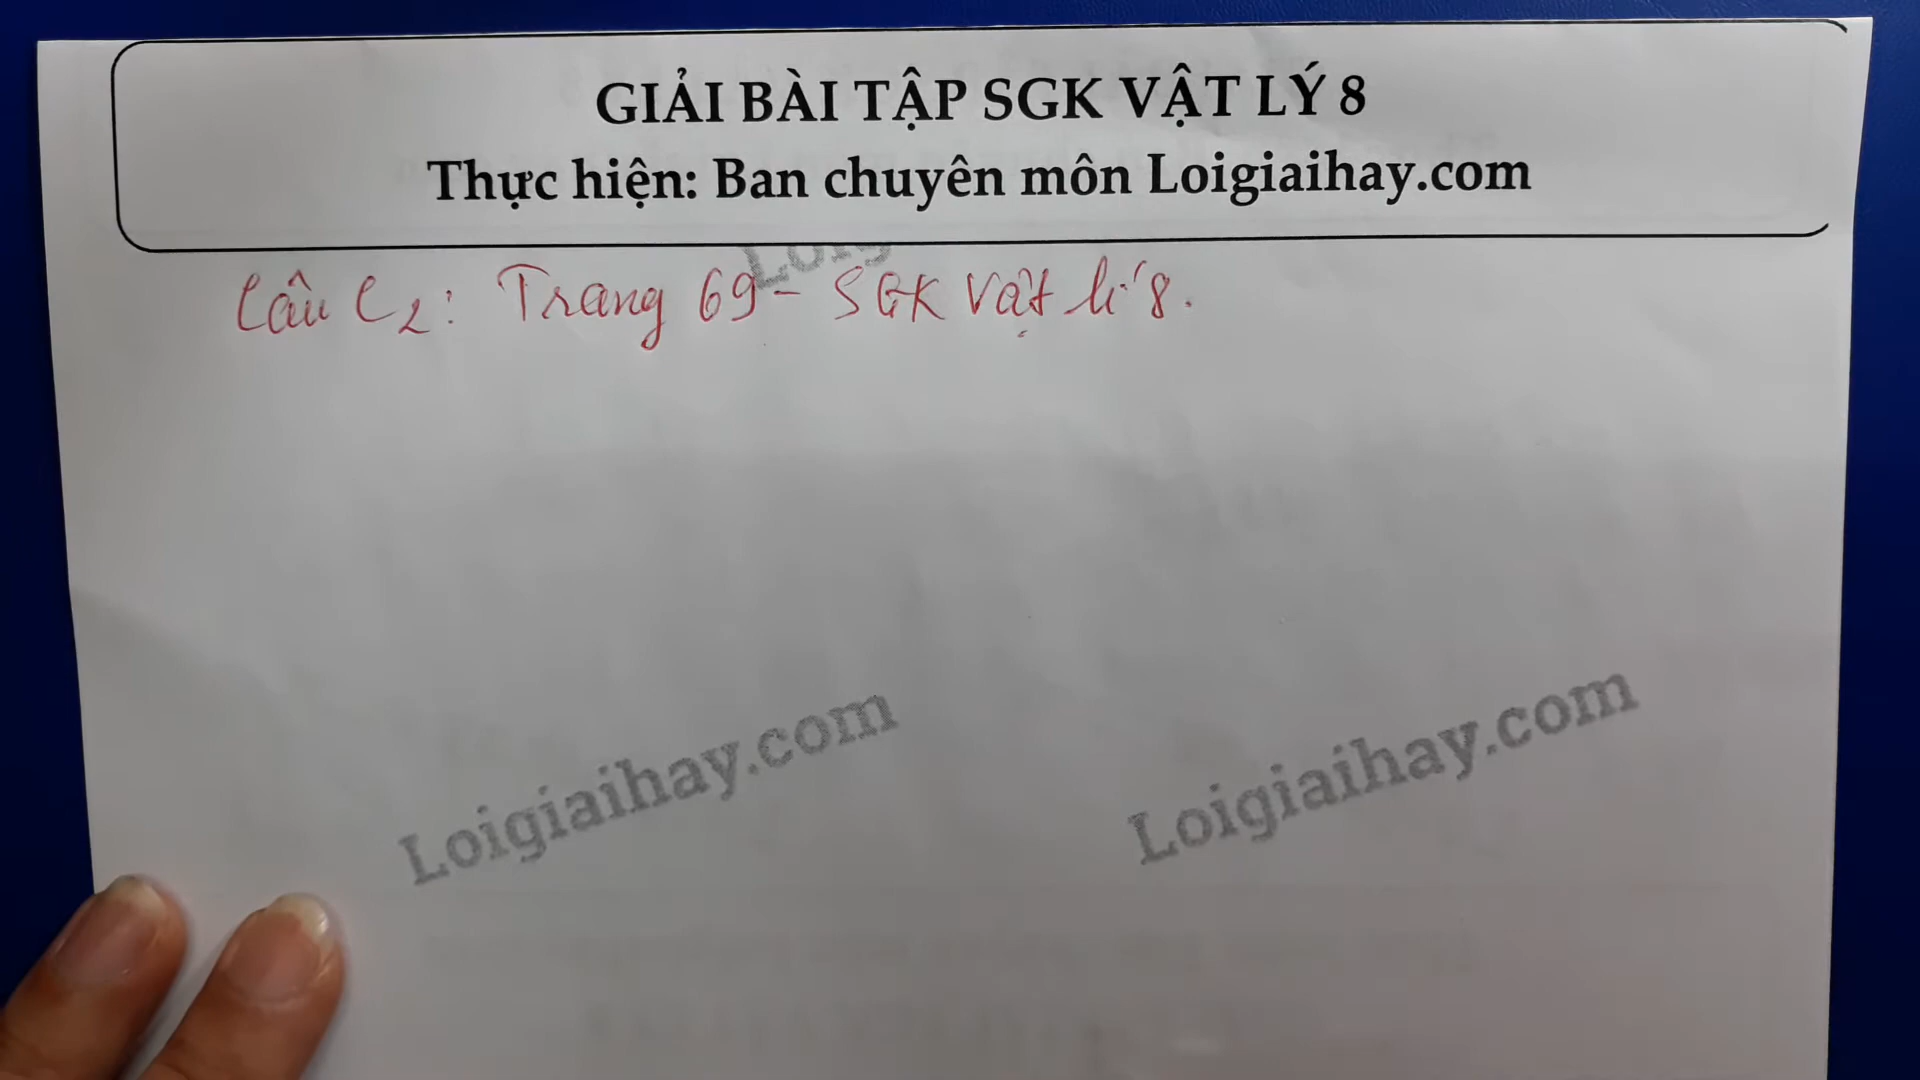 GIẢI BÀI TẬP SGK VẬT LÝ 8
Thực hiện: Ban chuyên môn Loigiaihay.com
Câu C2: Trang 69 - SGK Vật lí 8.
Loigiaihay.com
Loigiaihay.com